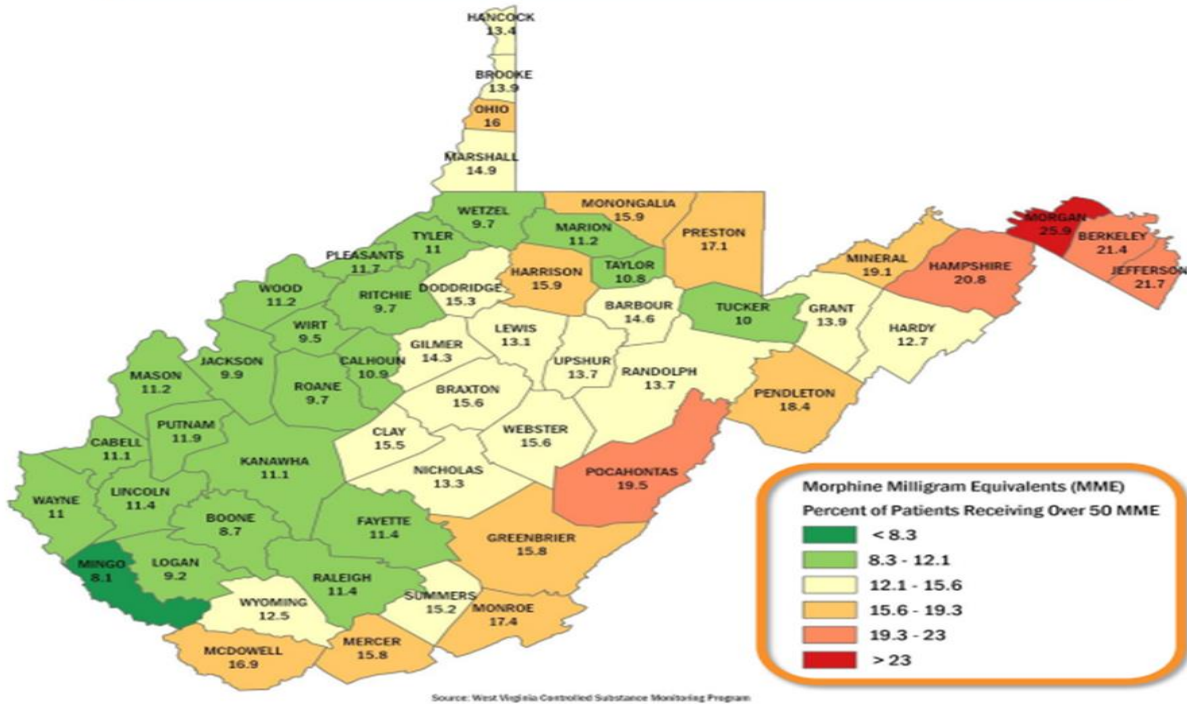 HANCOCK
13.4
BROOKE
13.9
OHIO
16
MARSHALL
14.9
WETZEL
9.7
MONONGALIA
15.9
MARION
11.2
PRESTON
17.1
TYLER
11
PLEASANTS
11.7
HARRISON
15.9
TAYLOR
10.8
MORGAN
25.9
BERKELEY
21.4
JEFFERSON
21.7
MINERAL
19.1
HAMPSHIRE
20.8
WOOD
11.2
RITCHIE
9.7
DODDRIDGE
15.3
BARBOUR
14.6
TUCKER
10
GRANT
13.9
HARDY
12.7
WIRT
9.5
LEWIS
13.1
GILMER
14.3
UPSHUR
13.7
RANDOLPH
13.7
JACKSON
9.9
CALHOUN
10.9
MASON
11.2
ROANE
9.7
BRAXTON
15.6
PENDLETON
18.4
PUTNAM
11.9
CLAY
15.5
WEBSTER
15.6
CABELL
11.1
KANAWHA
11.1
NICHOLAS
13.3
POCAHONTAS
19.5
WAYNE
11
LINCOLN
11.4
BOONE
8.7
FAYETTE
11.4
GREENBRIER
15.8
MINGO
8.1
LOGAN
9.2
RALEIGH
11.4
SUMMERS
15.2
WYOMING
12.5
MONROE
17.4
MCDOWELL
16.9
MERCER
15.8
Morphine Milligram Equivalents (MME)
Percent of Patients Receiving Over 50 MME
< 8.3
8.3 - 12.1
12.1 - 15.6
15.6 - 19.3
19.3 - 23
> 23
Source: West Virginia Controlled Substance Monitoring Program